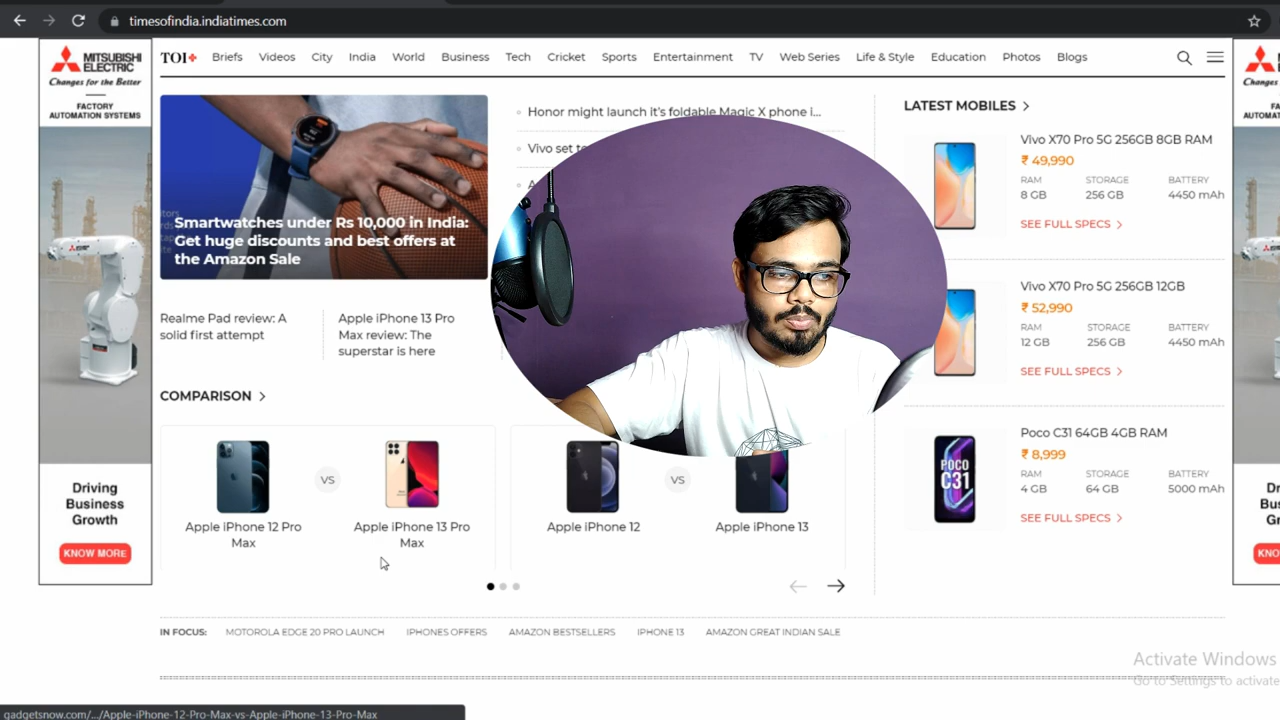 timesofindia.indiatimes.com
MITSUBISHI
ELECTRIC
Changes for the Better
FACTORY
AUTOMATION SYSTEMS
Driving
Business
Growth
KNOW MORE
TOI+ Briefs Videos City India World Business Tech Cricket Sports Entertainment TV Web Series Life & Style Education Photos Blogs
Smartwatches under Rs 10,000 in India:
Get huge discounts and best offers at
the Amazon Sale
Realme Pad review: A
solid first attempt
Apple iPhone 13 Pro
Max review: The
superstar is here
Honor might launch it's foldable Magic X phone i...
Vivo set
COMPARISON >
VS
Apple iPhone 12 Pro
Max
Apple iPhone 13 Pro
Max
VS
Apple iPhone 12
Apple iPhone 13
LATEST MOBILES >
Vivo X70 Pro 5G 256GB 8GB RAM
₹ 49,990
RAM STORAGE BATTERY
8 GB 256 GB 4450 mAh
SEE FULL SPECS >
Vivo X70 Pro 5G 256GB 12GB
₹ 52,990
RAM STORAGE BATTERY
12 GB 256 GB 4450 mAh
SEE FULL SPECS >
POCO
C31
Poco C31 64GB 4GB RAM
₹ 8,999
RAM STORAGE BATTERY
4 GB 64 GB 5000 mAh
SEE FULL SPECS >
IN FOCUS: MOTOROLA EDGE 20 PRO LAUNCH IPHONES OFFERS AMAZON BESTSELLERS IPHONE 13 AMAZON GREAT INDIAN SALE
Activate Windows
Go to Settings to activate
gadgetsnow.com/.../Apple-iPhone-12-Pro-Max-vs-Apple-iPhone-13-Pro-Max